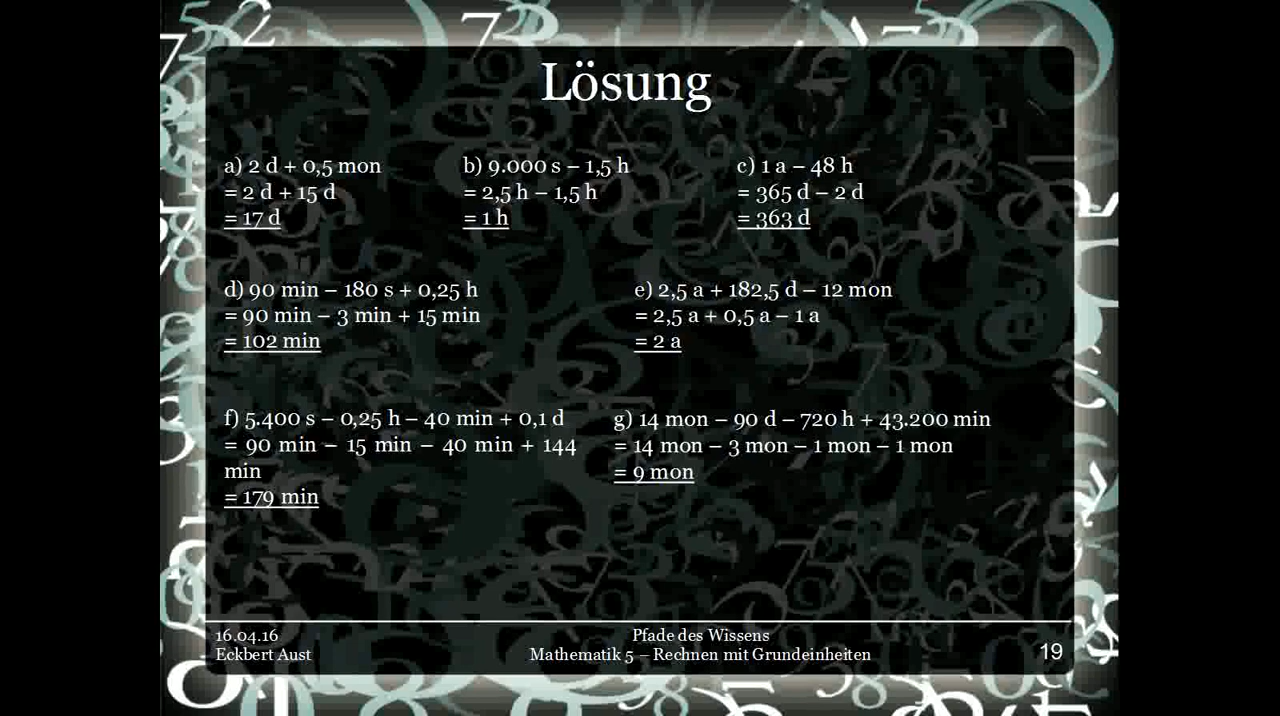 Lösung
a) 2 d + 0,5 mon
= 2 d + 15 d
= 17 d
b) 9.000 s – 1,5 h
= 2,5 h – 1,5 h
= 1 h
c) 1 a – 48 h
= 365 d – 2 d
= 363 d
d) 90 min – 180 s + 0,25 h
= 90 min – 3 min + 15 min
= 102 min
e) 2,5 a + 182,5 d – 12 mon
= 2,5 a + 0,5 a – 1 a
= 2 a
f) 5.400 s – 0,25 h – 40 min + 0,1 d
= 90 min – 15 min – 40 min + 144
min
= 179 min
g) 14 mon – 90 d – 720 h + 43.200 min
= 14 mon – 3 mon – 1 mon – 1 mon
= 9 mon
16.04.16
Eckbert Aust
Pfade des Wissens
Mathematik 5 – Rechnen mit Grundeinheiten
19